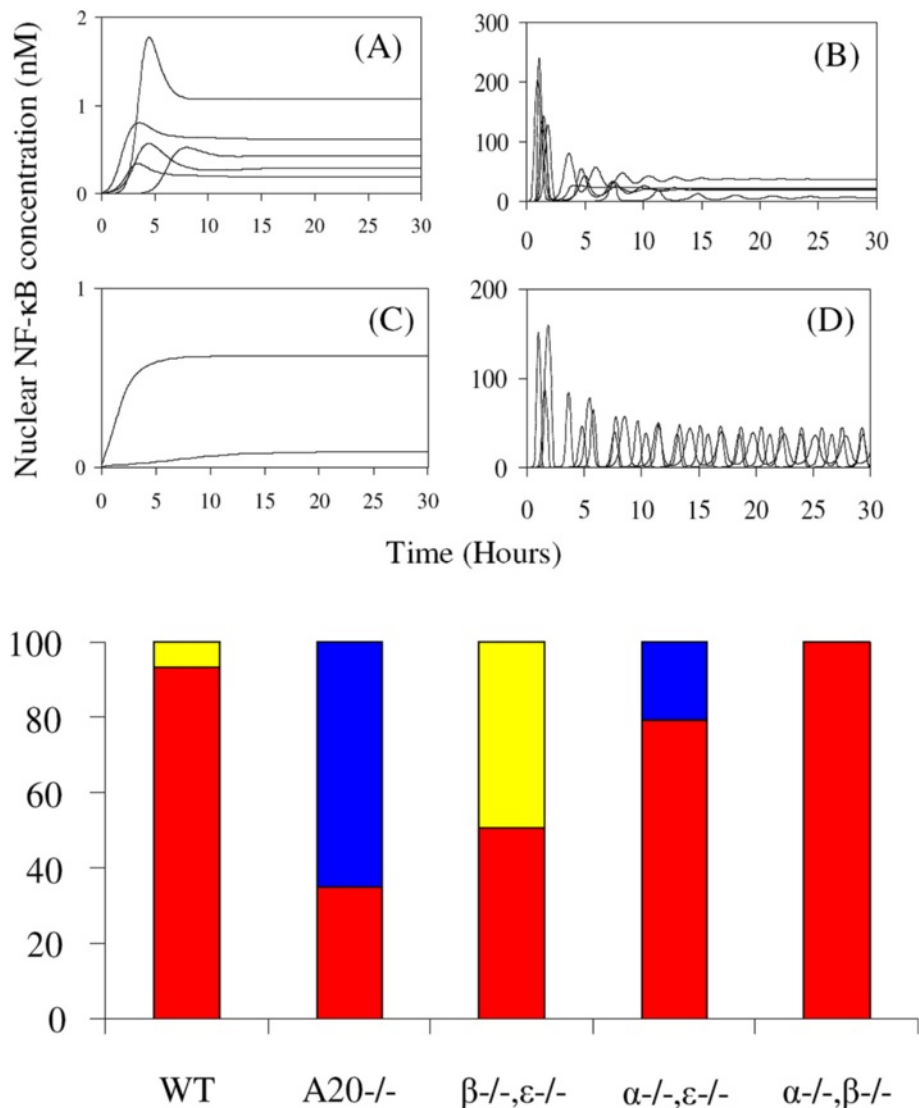 Nuclear NF-κB concentration (nM)
2
1
0
(A)
0 5 10 15 20 25 30
300
200
100
0
(B)
0 5 10 15 20 25 30
1
0
(C)
0 5 10 15 20 25 30
200
100
0
(D)
0 5 10 15 20 25 30
Time (Hours)
100
80
60
40
20
0
WT A20-/- β-/-,ε-/- α-/-,ε-/- α-/-,β-/-